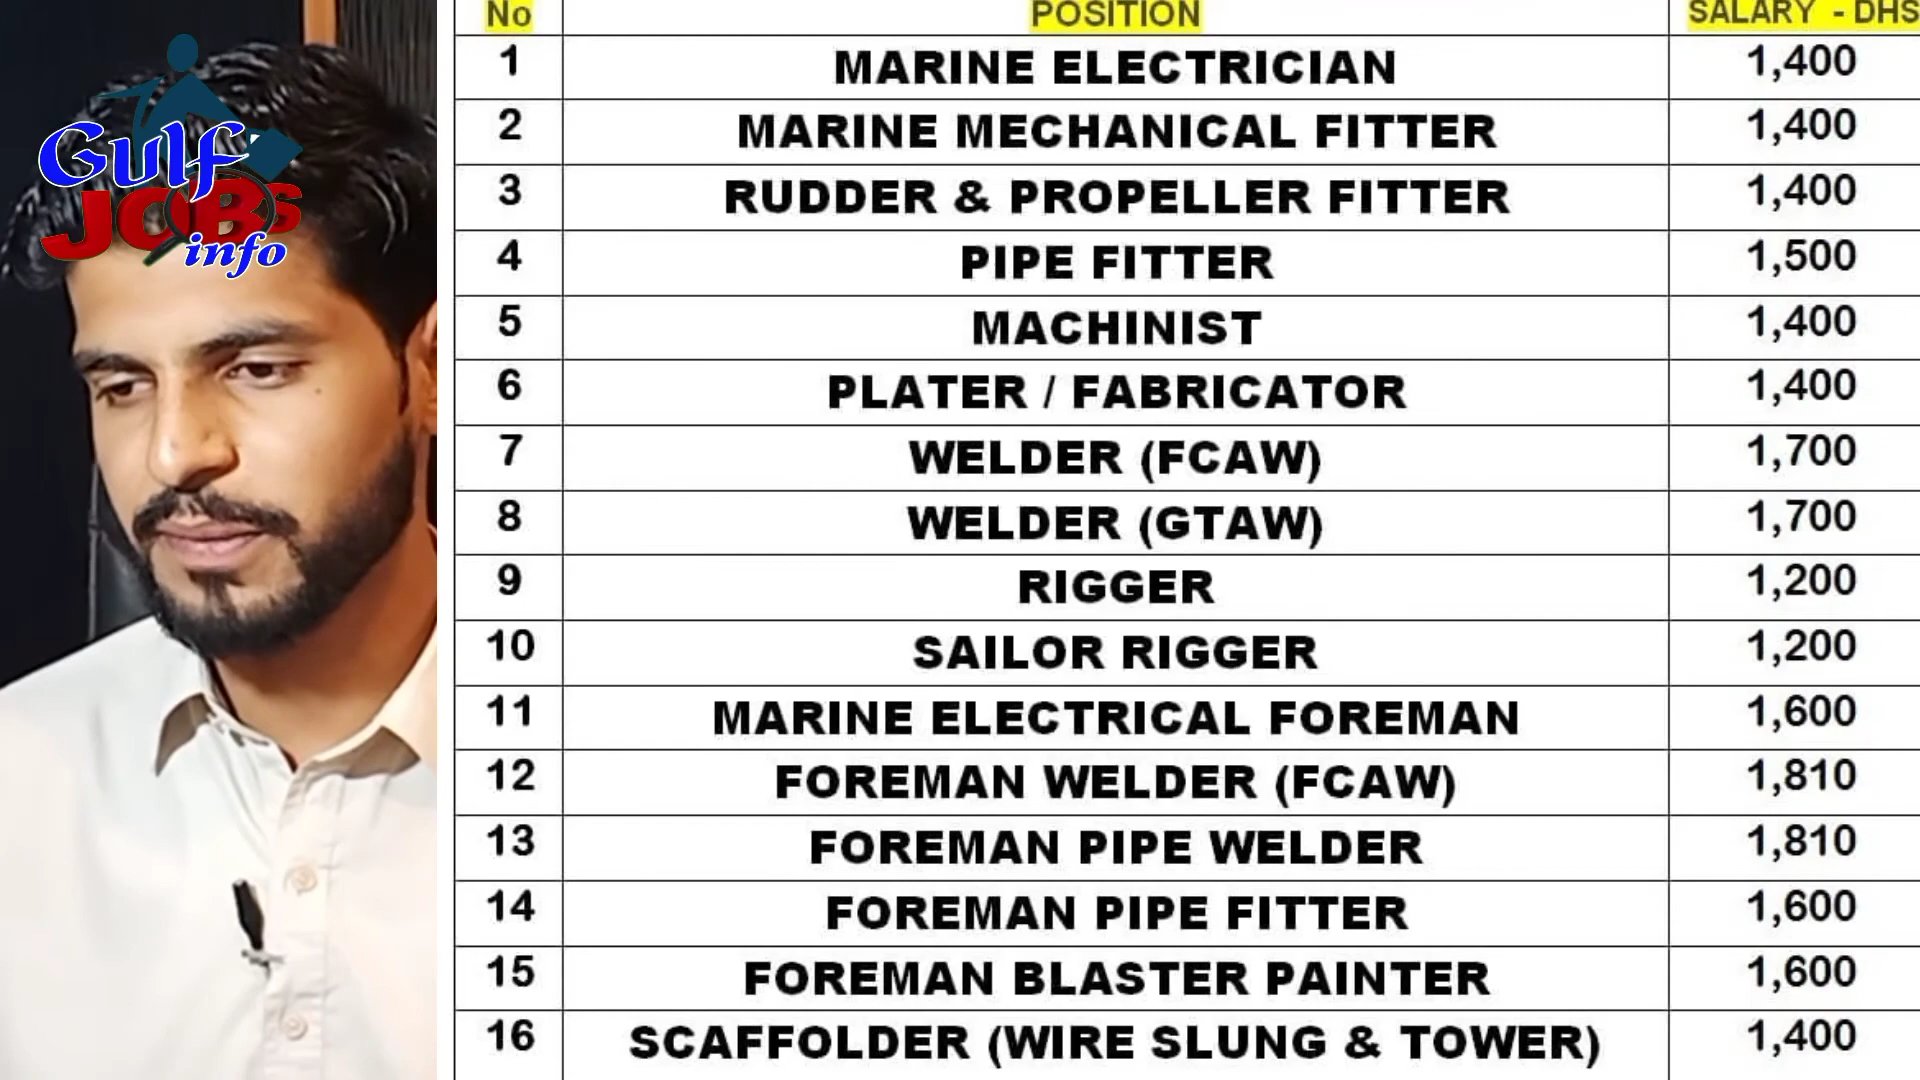 Gulf
JOBS
info
No POSITION SALARY - DHS
1 MARINE ELECTRICIAN 1,400
2 MARINE MECHANICAL FITTER 1,400
3 RUDDER & PROPELLER FITTER 1,400
4 PIPE FITTER 1,500
5 MACHINIST 1,400
6 PLATER / FABRICATOR 1,400
7 WELDER (FCAW) 1,700
8 WELDER (GTAW) 1,700
9 RIGGER 1,200
10 SAILOR RIGGER 1,200
11 MARINE ELECTRICAL FOREMAN 1,600
12 FOREMAN WELDER (FCAW) 1,810
13 FOREMAN PIPE WELDER 1,810
14 FOREMAN PIPE FITTER 1,600
15 FOREMAN BLASTER PAINTER 1,600
16 SCAFFOLDER (WIRE SLUNG & TOWER) 1,400